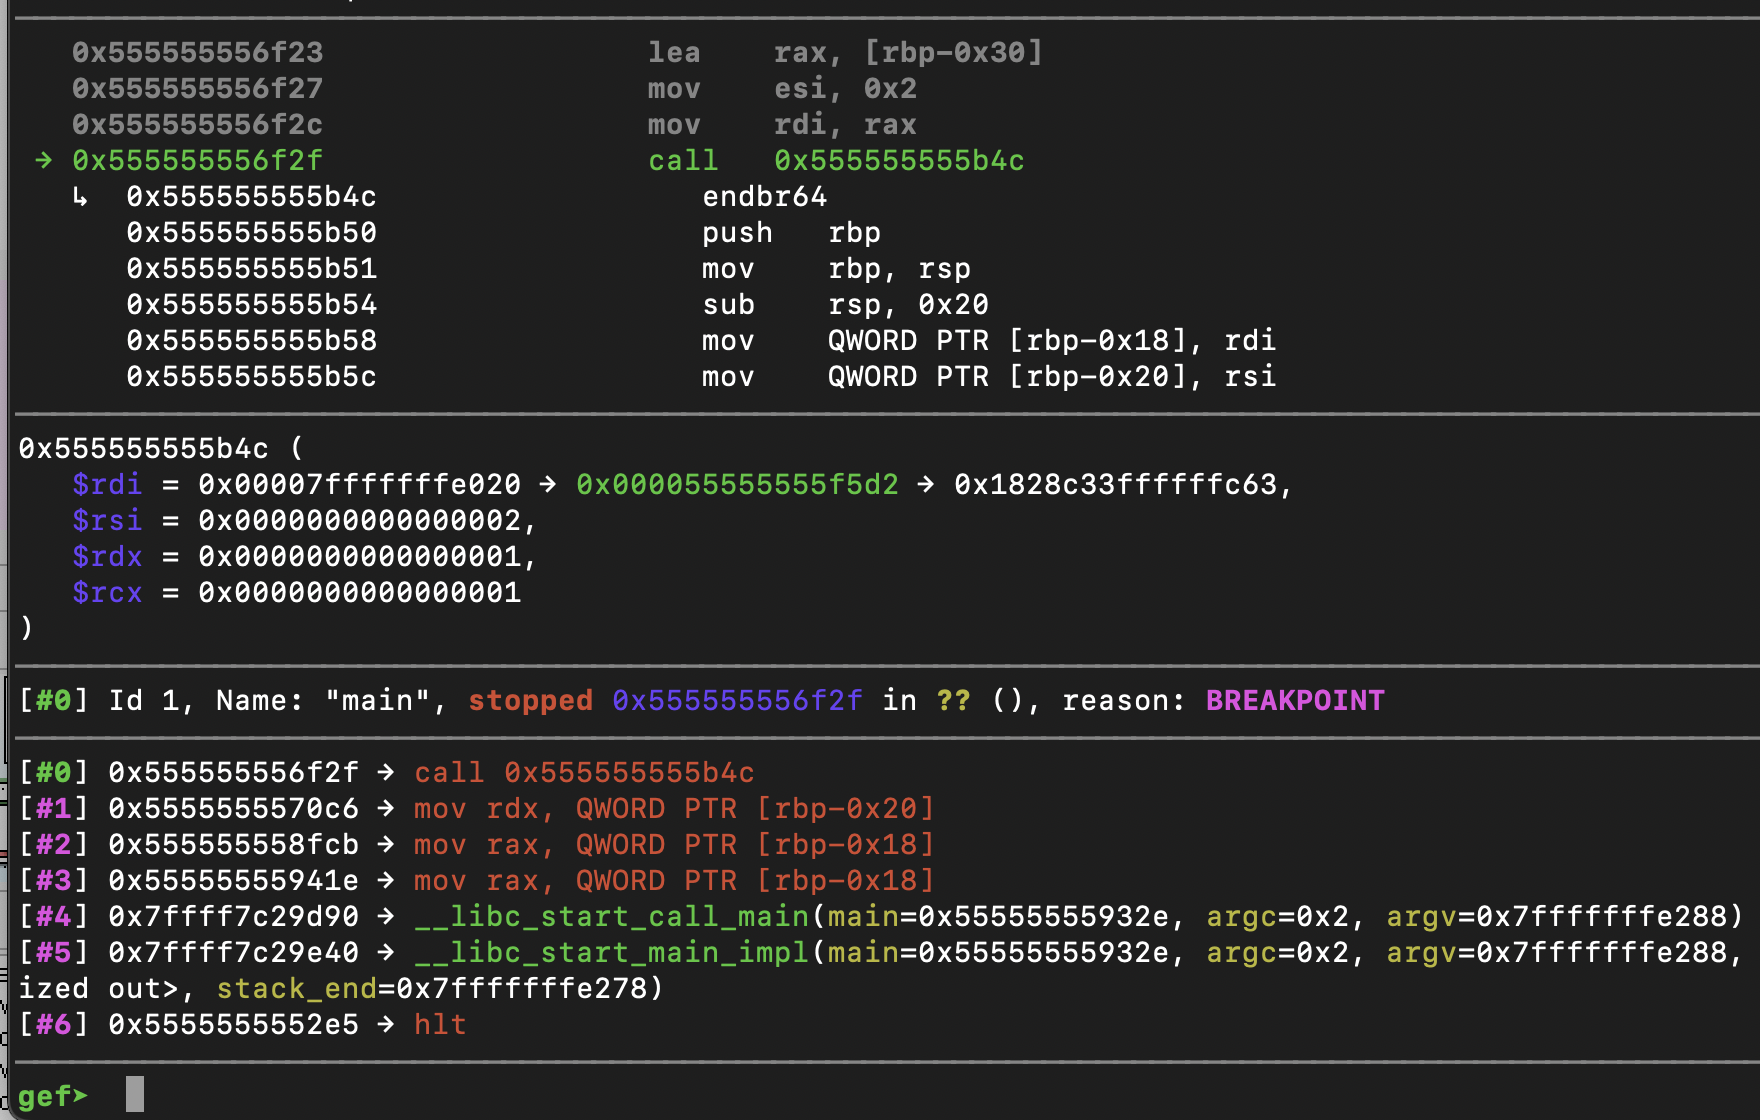 0x555555556f23 lea rax, [rbp-0x30]
0x555555556f27 mov esi, 0x2
0x555555556f2c mov rdi, rax
→ 0x555555556f2f call 0x555555555b4c
↳ 0x555555555b4c endbr64
0x555555555b50 push rbp
0x555555555b51 mov rbp, rsp
0x555555555b54 sub rsp, 0x20
0x555555555b58 mov QWORD PTR [rbp-0x18], rdi
0x555555555b5c mov QWORD PTR [rbp-0x20], rsi
0x555555555b4c (
$rdi = 0x00007fffffffe020 → 0x000055555555f5d2 → 0x1828c33ffffffc63,
$rsi = 0x0000000000000002,
$rdx = 0x0000000000000001,
$rcx = 0x0000000000000001
)
[#0] Id 1, Name: "main", stopped 0x555555556f2f in ?? (), reason: BREAKPOINT
[#0] 0x555555556f2f → call 0x555555555b4c
[#1] 0x5555555570c6 → mov rdx, QWORD PTR [rbp-0x20]
[#2] 0x555555558fcb → mov rax, QWORD PTR [rbp-0x18]
[#3] 0x55555555941e → mov rax, QWORD PTR [rbp-0x18]
[#4] 0x7ffff7c29d90 → __libc_start_call_main(main=0x55555555932e, argc=0x2, argv=0x7fffffffe288)
[#5] 0x7ffff7c29e40 → __libc_start_main_impl(main=0x55555555932e, argc=0x2, argv=0x7fffffffe288,
ized out>, stack_end=0x7fffffffe278)
[#6] 0x5555555552e5 → hlt
gef➤